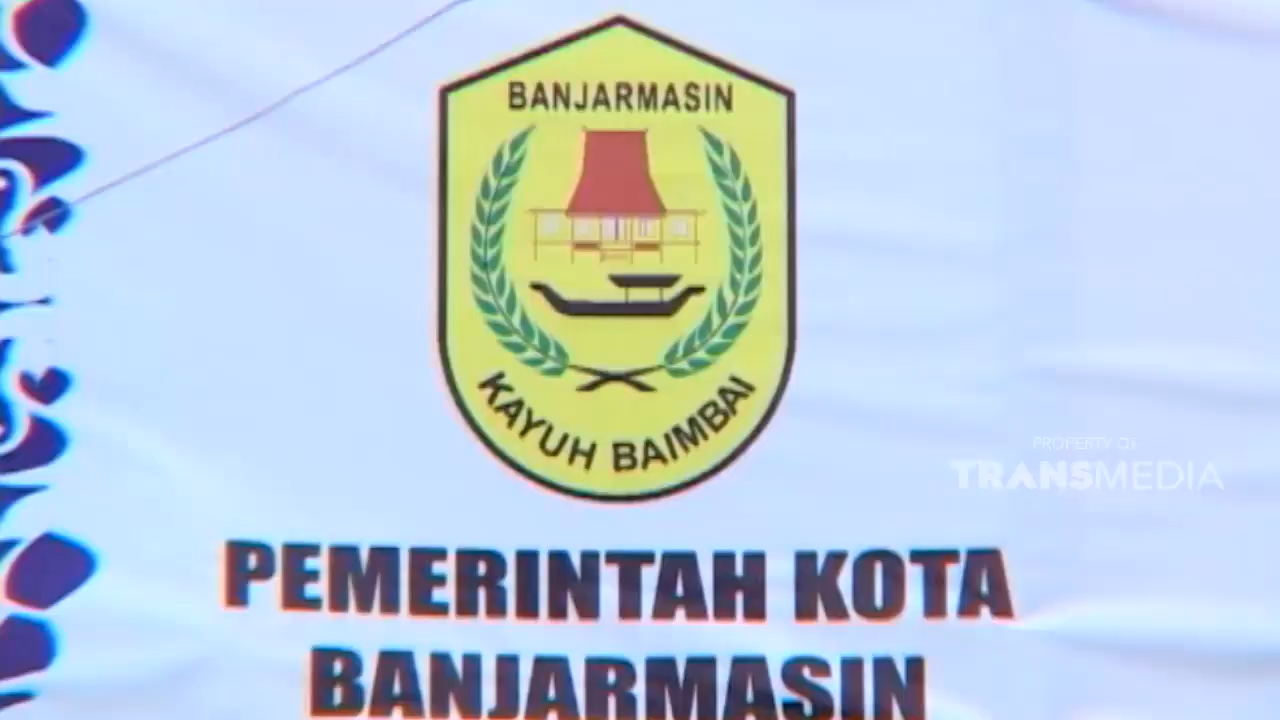 BANJARMASIN
KAYUH BAIMBAI
PROPERTY OF
TRANSMEDIA
PEMERINTAH KOTA
BANJARMASIN